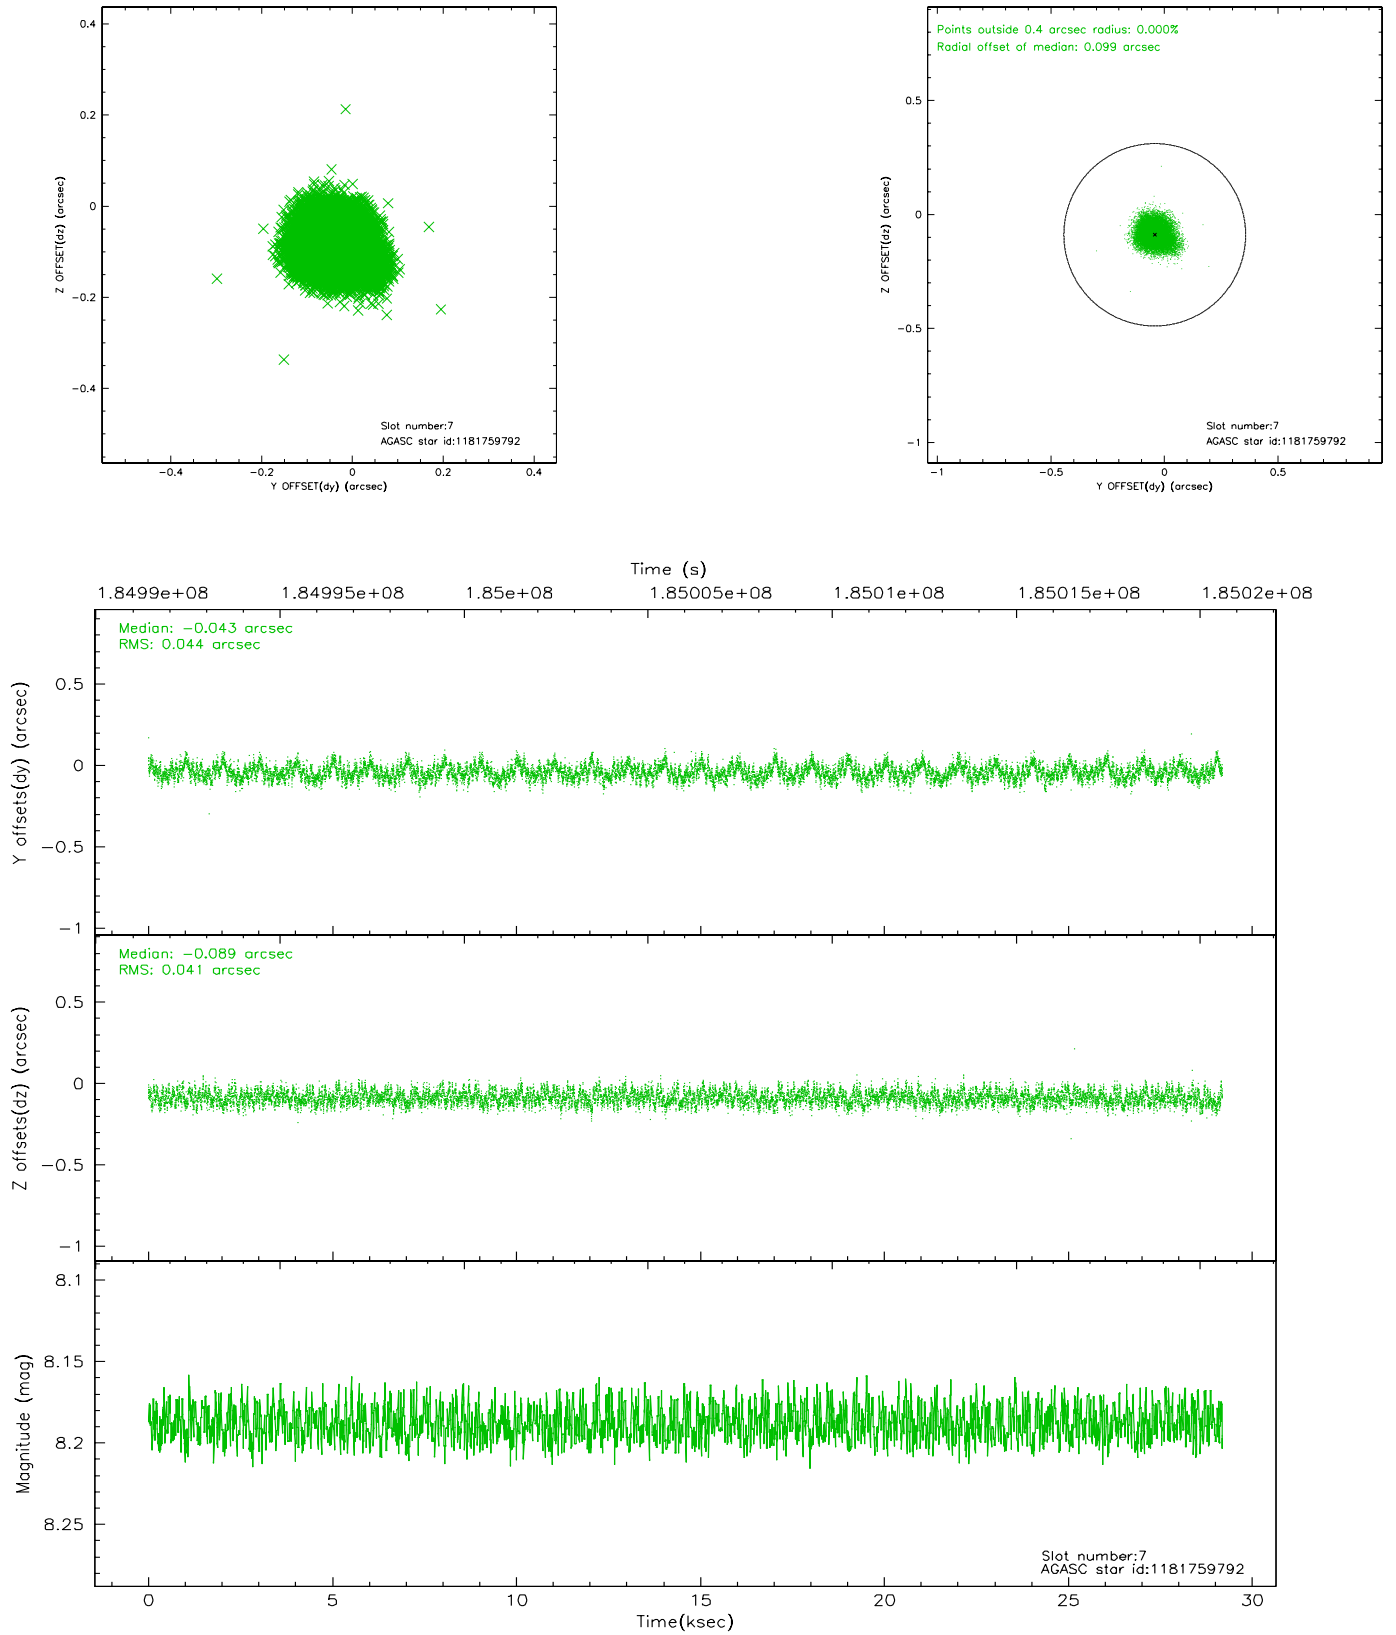 0.4
0.2
0
−0.2
−0.4
Z OFFSET(dz) (arcsec)
Slot number:7
AGASC star id:1181759792
−0.4 −0.2 0 0.2 0.4
Y OFFSET(dy) (arcsec)
Points outside 0.4 arcsec radius: 0.000%
Radial offset of median: 0.099 arcsec
0.5
0
−0.5
−1
Z OFFSET(dz) (arcsec)
Slot number:7
AGASC star id:1181759792
−1 −0.5 0 0.5
Y OFFSET(dy) (arcsec)
Time (s)
1.8499e+08 1.84995e+08 1.85e+08 1.85005e+08 1.8501e+08 1.85015e+08 1.8502e+08
Median: −0.043 arcsec
RMS: 0.044 arcsec
0.5
0
−0.5
−1
Y offsets(dy) (arcsec)
Median: −0.089 arcsec
RMS: 0.041 arcsec
0.5
0
−0.5
−1
Z offsets(dz) (arcsec)
8.1
8.15
8.2
8.25
Magnitude (mag)
Slot number:7
AGASC star id:1181759792
0 5 10 15 20 25 30
Time(ksec)